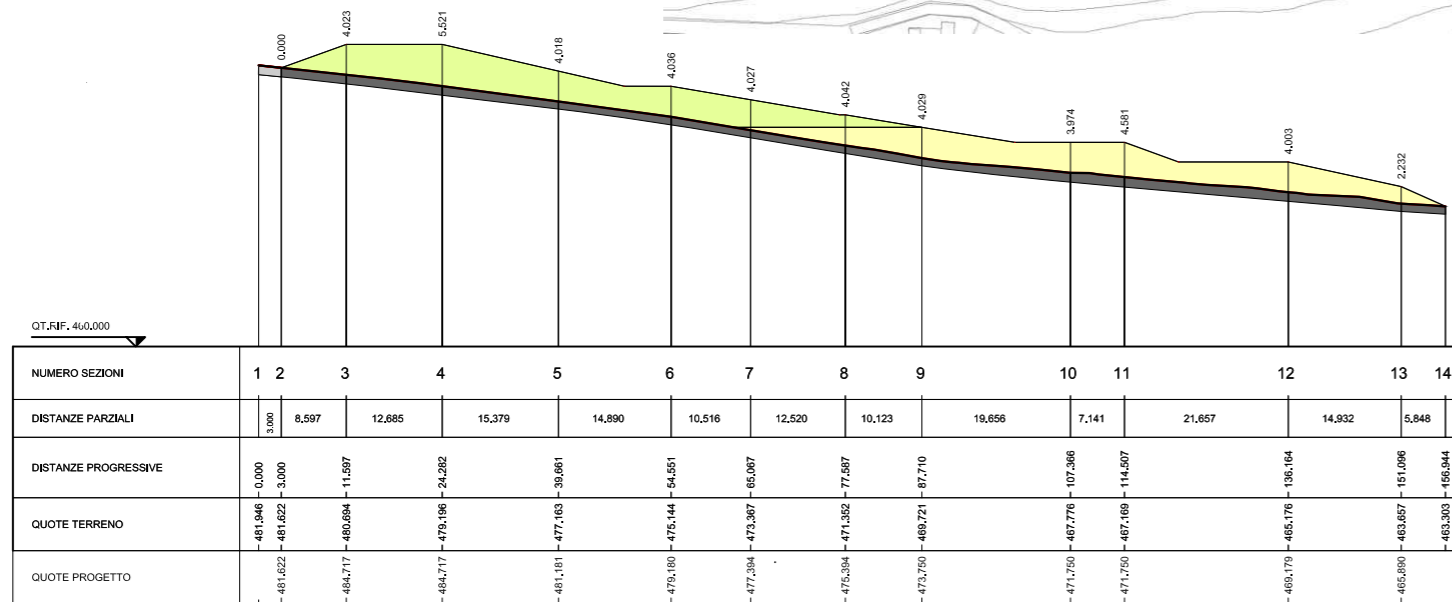 0.000 4.023 5.521 4.018 4.036 4.027 4.042 4.029 3.974 4.581 4.003 2.232
QT.RIF. 460.000
NUMERO SEZIONI 1 2 3 4 5 6 7 8 9 10 11 12 13 14
DISTANZE PARZIALI 3.000 8.597 12.685 15.379 14.890 10.516 12.520 10.123 19.656 7.141 21.657 14.932 5.848
DISTANZE PROGRESSIVE 0.000 3.000 11.597 24.282 39.661 54.551 65.067 77.587 87.710 107.366 114.507 136.164 151.096 156.944
QUOTE TERRENO 481.946 481.622 480.694 479.196 477.163 475.144 473.367 471.352 469.721 467.776 467.169 465.176 463.657 463.303
QUOTE PROGETTO 481.622 484.717 484.717 481.181 479.180 477.394 475.394 473.750 471.750 471.750 469.179 465.890